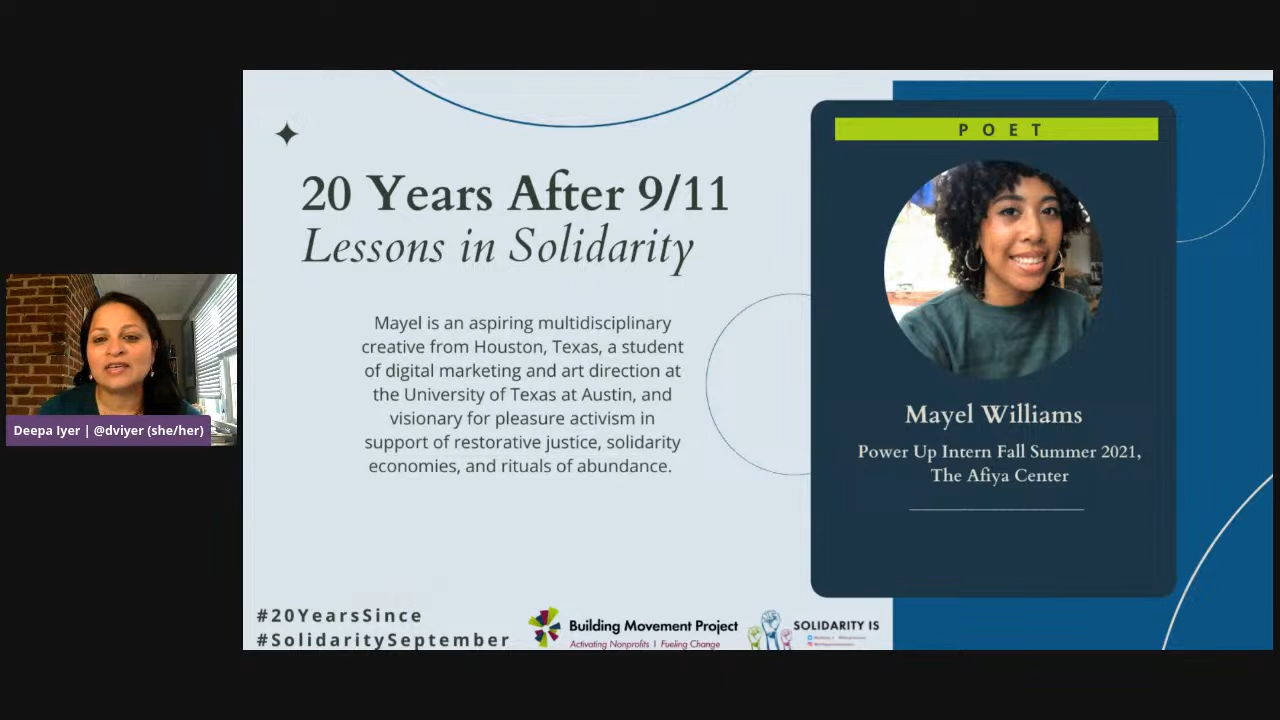 POET
20 Years After 9/11
Lessons in Solidarity
Mayel is an aspiring multidisciplinary
creative from Houston, Texas, a student
of digital marketing and art direction at
the University of Texas at Austin, and
visionary for pleasure activism in
support of restorative justice, solidarity
economies, and rituals of abundance.
Mayel Williams
Power Up Intern Fall Summer 2021,
The Afiya Center
Deepa Iyer | @dviyer (she/her)
#20YearsSince
#SolidaritySeptember
Building Movement Project
Activating Nonprofits | Fueling Change
SOLIDARITY IS